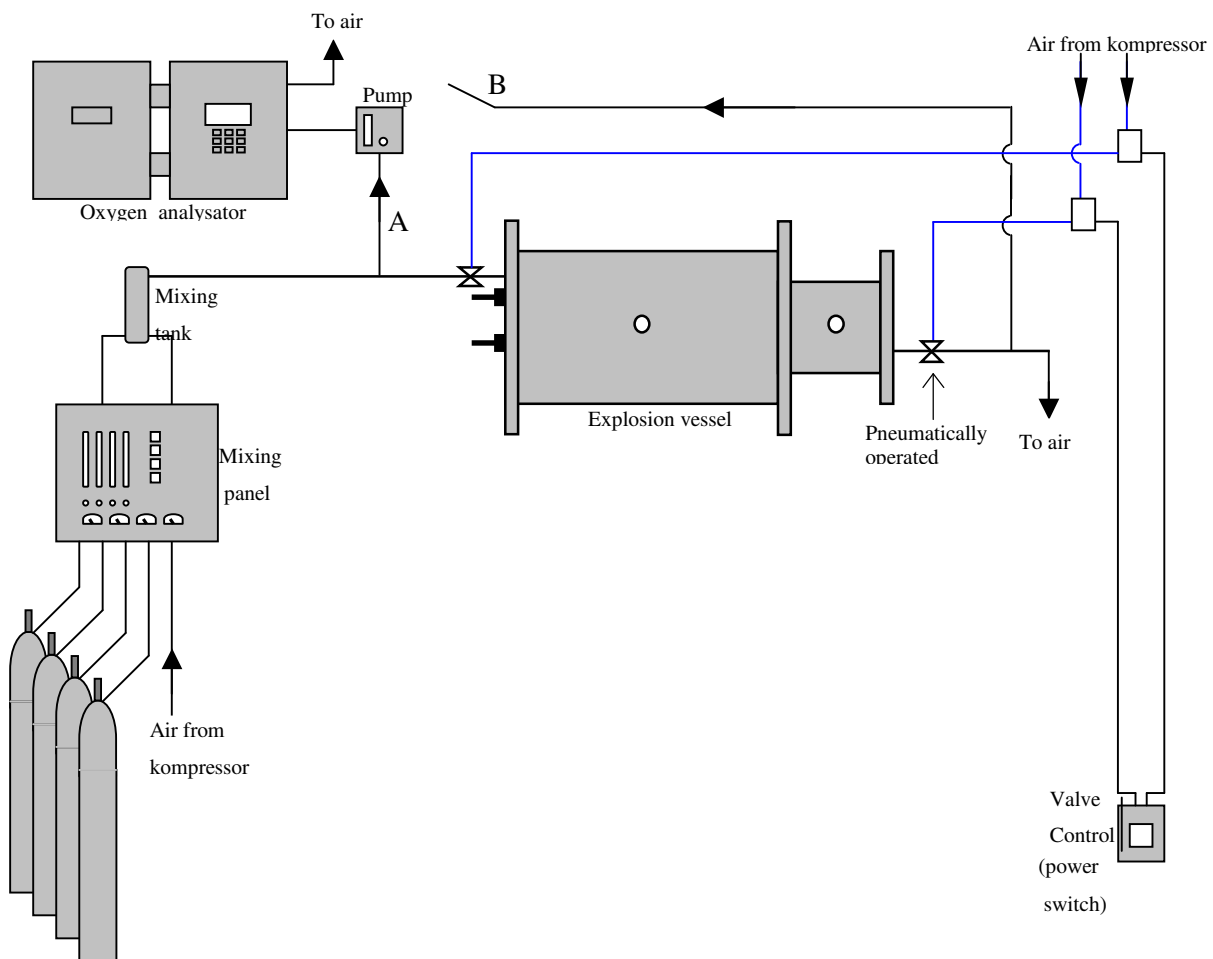 To air
Air from kompressor
Pump
B
Oxygen analysator
A
Mixing
tank
Explosion vessel
Pneumatically
operated
To air
Mixing
panel
Air from
kompressor
Valve
Control
(power
switch)